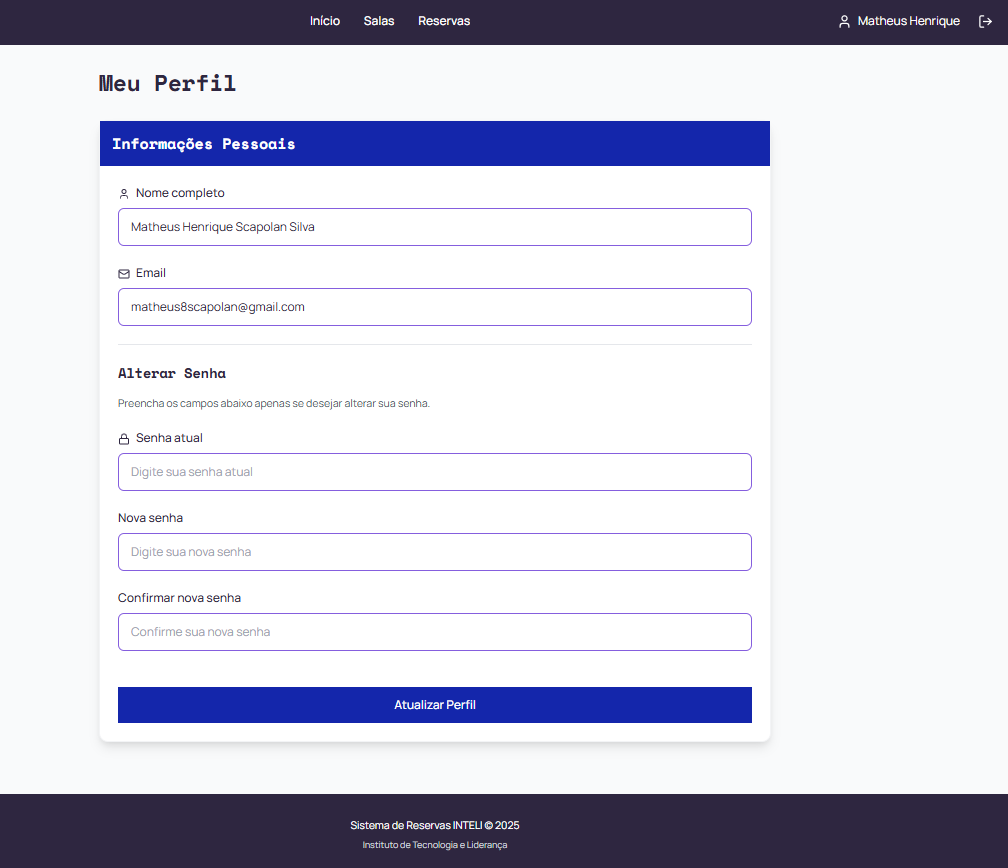 Início Salas Reservas Matheus Henrique
Meu Perfil
Informações Pessoais
Nome completo
Matheus Henrique Scapolan Silva
Email
matheus8scapolan@gmail.com
Alterar Senha
Preencha os campos abaixo apenas se desejar alterar sua senha.
Senha atual
Digite sua senha atual
Nova senha
Digite sua nova senha
Confirmar nova senha
Confirme sua nova senha
Atualizar Perfil
Sistema de Reservas INTELI © 2025
Instituto de Tecnologia e Liderança